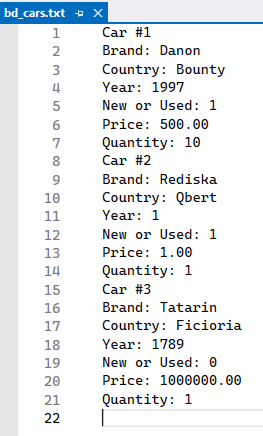 bd_cars.txt
1 Car #1
2 Brand: Danon
3 Country: Bounty
4 Year: 1997
5 New or Used: 1
6 Price: 500.00
7 Quantity: 10
8 Car #2
9 Brand: Rediska
10 Country: Qbert
11 Year: 1
12 New or Used: 1
13 Price: 1.00
14 Quantity: 1
15 Car #3
16 Brand: Tatarin
17 Country: Ficioria
18 Year: 1789
19 New or Used: 0
20 Price: 1000000.00
21 Quantity: 1
22